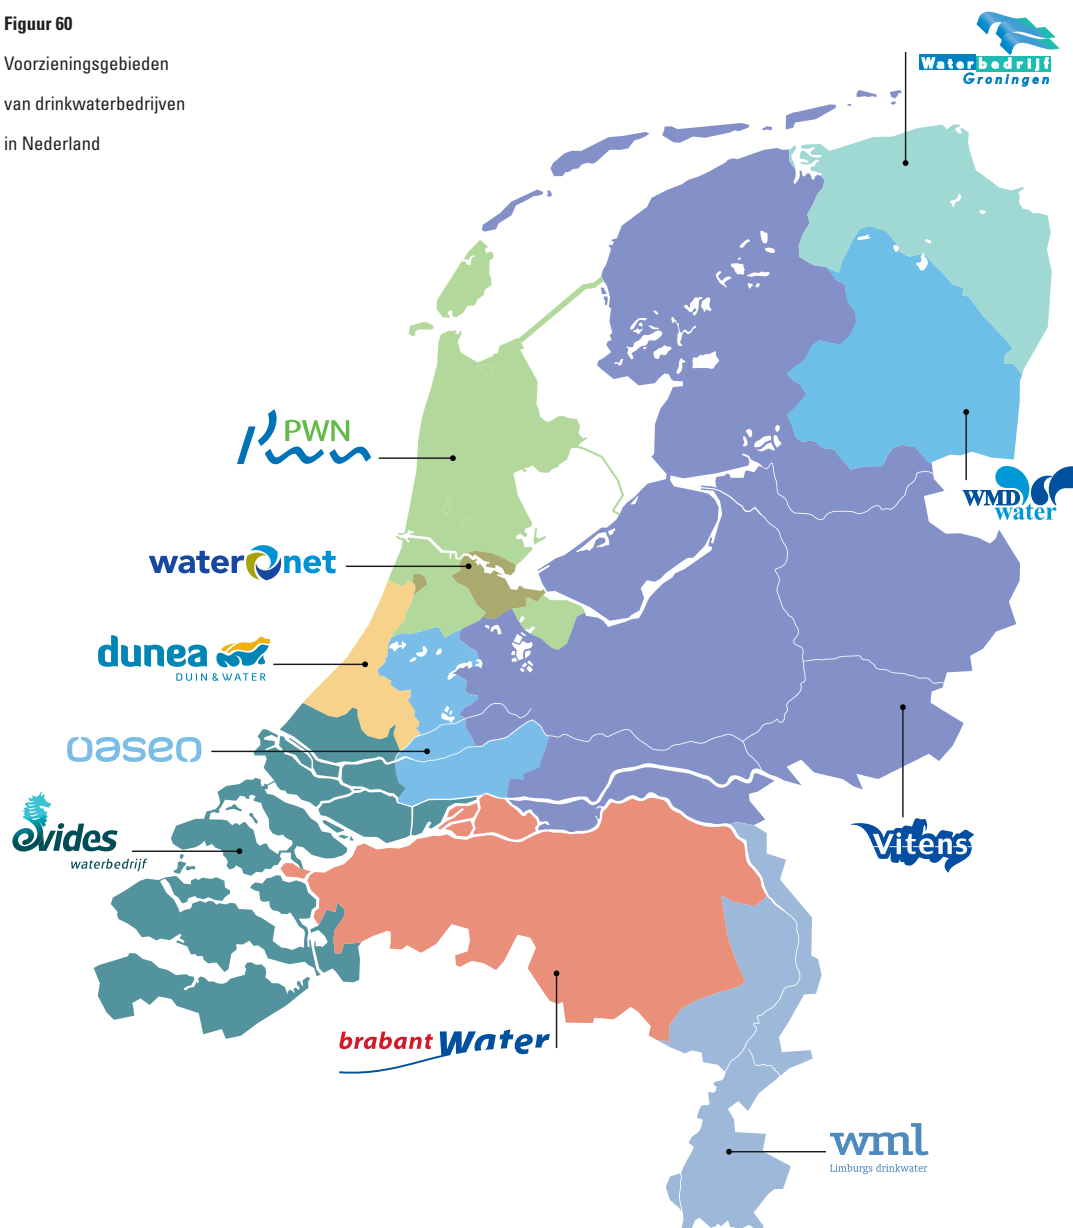 Figuur 60
Voorzieningsgebieden
van drinkwaterbedrijven
in Nederland
Waterbedrijf
Groningen
PWN
WMD
water
waternet
dunea
DUIN & WATER
oasen
evides
waterbedrijf
vitens
brabant Water
wml
Limburgs drinkwater